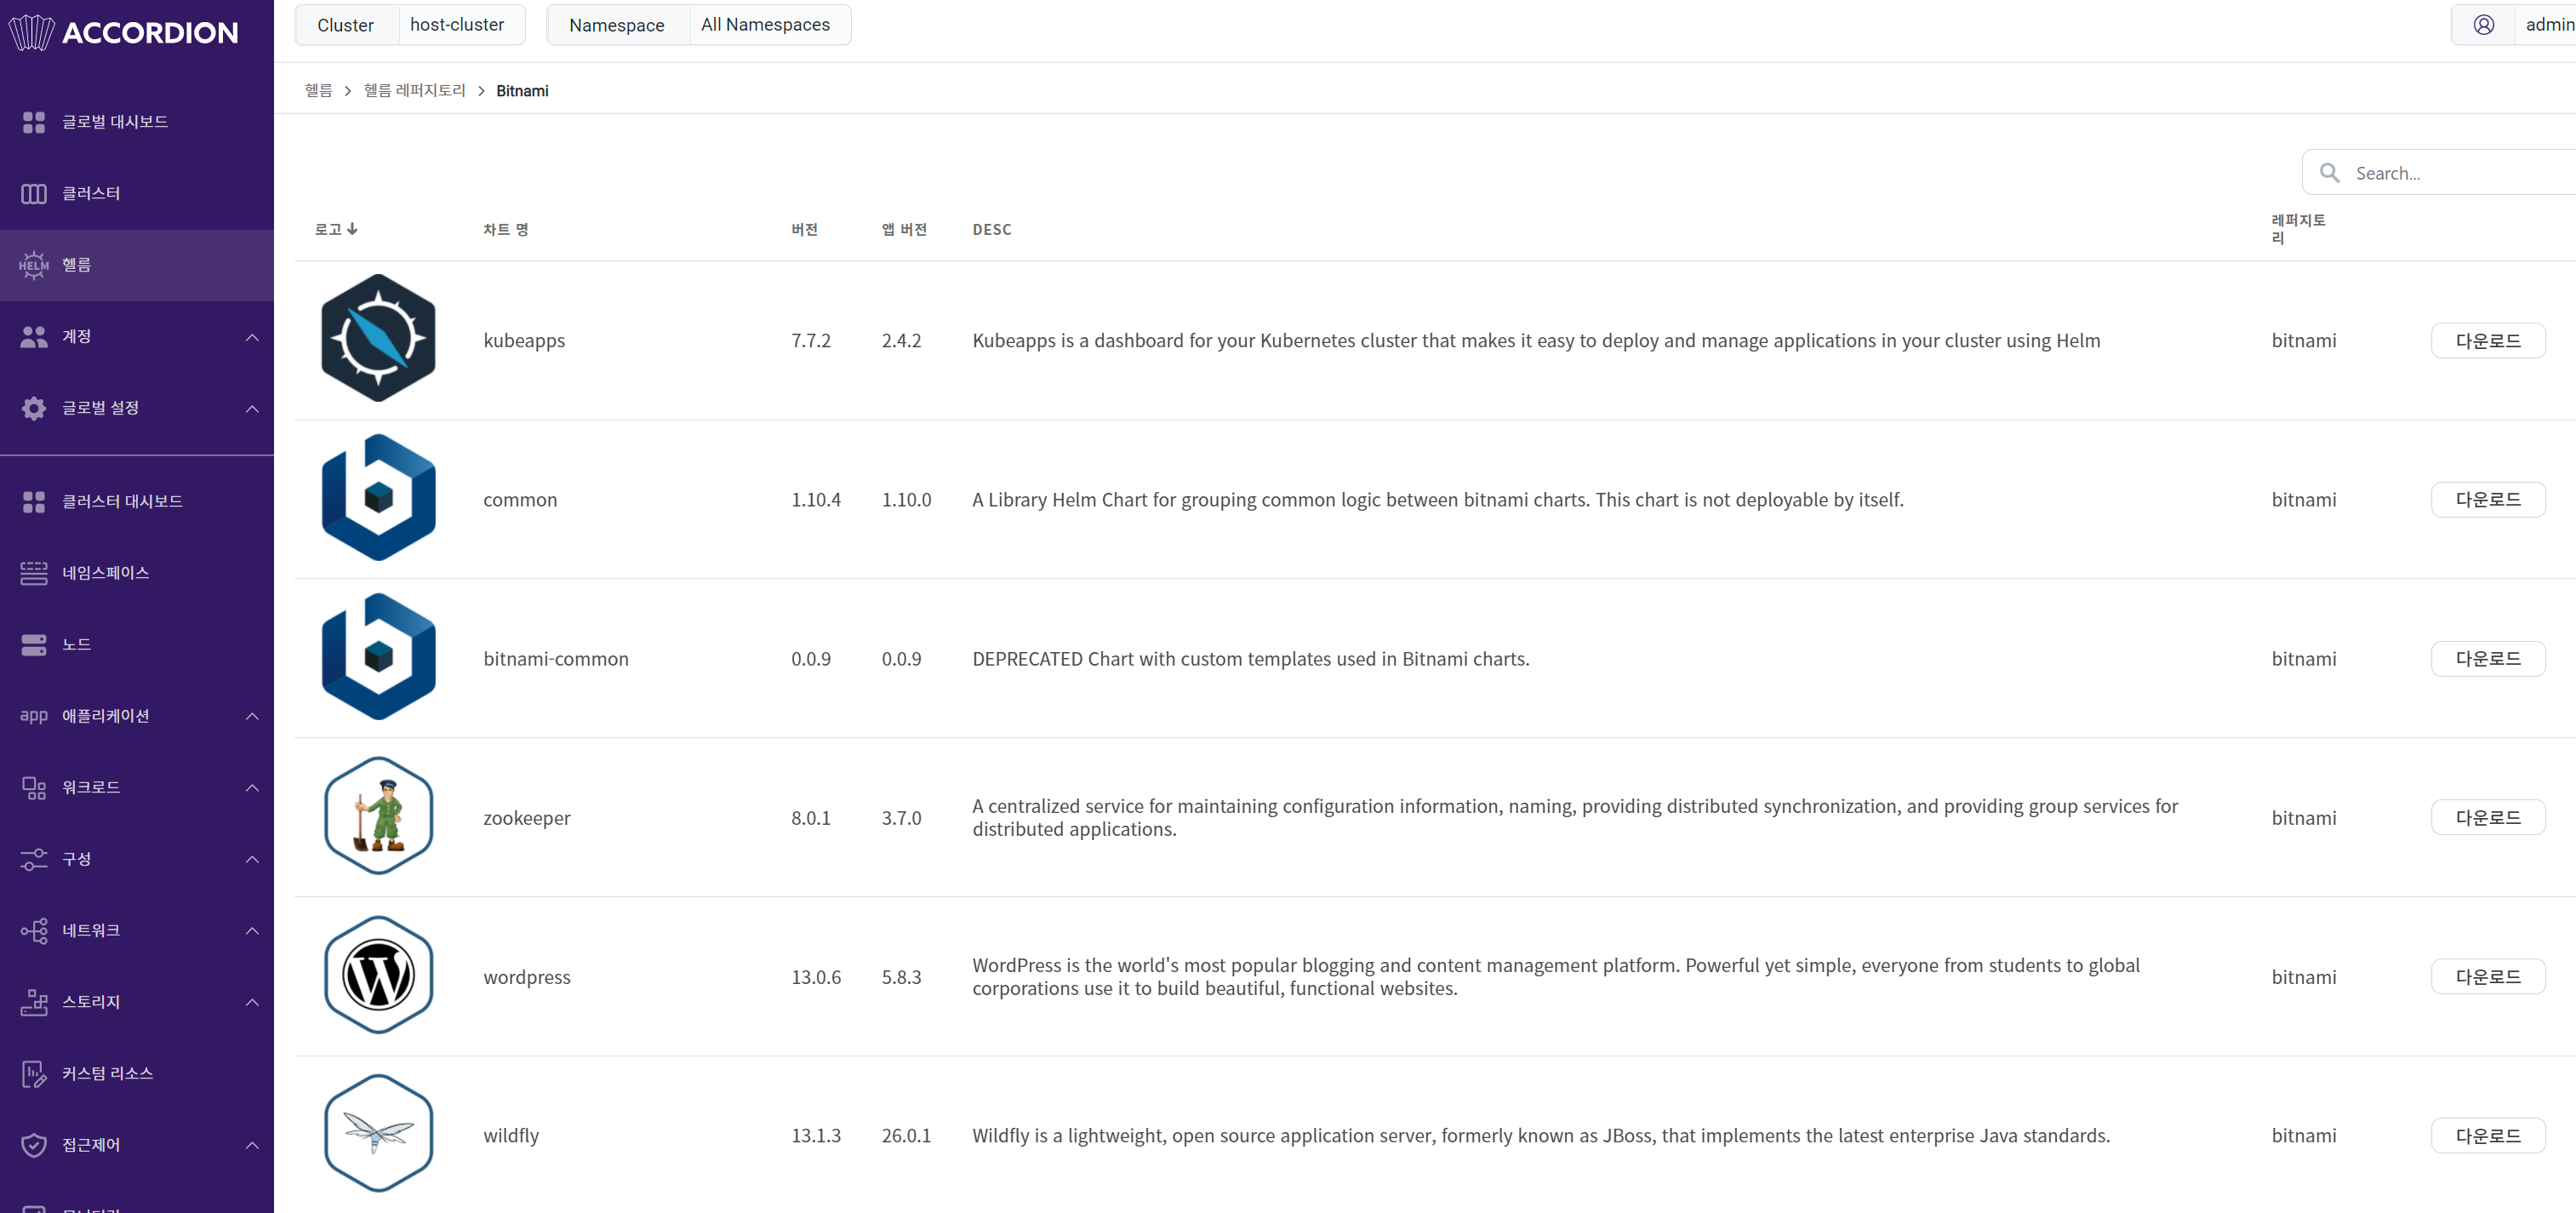 ACCORDION
Cluster host-cluster Namespace All Namespaces admin
헬름 > 헬름 레퍼지토리 > Bitnami
글로벌 대시보드
클러스터
HELM 헬름
계정
글로벌 설정
클러스터 대시보드
네임스페이스
노드
app 애플리케이션
워크로드
구성
네트워크
스토리지
커스텀 리소스
접근제어
Search...
로고 차트 명 버전 앱 버전 DESC 레퍼지토
리
kubeapps 7.7.2 2.4.2 Kubeapps is a dashboard for your Kubernetes cluster that makes it easy to deploy and manage applications in your cluster using Helm bitnami 다운로드
common 1.10.4 1.10.0 A Library Helm Chart for grouping common logic between bitnami charts. This chart is not deployable by itself. bitnami 다운로드
bitnami-common 0.0.9 0.0.9 DEPRECATED Chart with custom templates used in Bitnami charts. bitnami 다운로드
zookeeper 8.0.1 3.7.0 A centralized service for maintaining configuration information, naming, providing distributed synchronization, and providing group services for
distributed applications. bitnami 다운로드
wordpress 13.0.6 5.8.3 WordPress is the world's most popular blogging and content management platform. Powerful yet simple, everyone from students to global
corporations use it to build beautiful, functional websites. bitnami 다운로드
wildfly 13.1.3 26.0.1 Wildfly is a lightweight, open source application server, formerly known as JBoss, that implements the latest enterprise Java standards. bitnami 다운로드